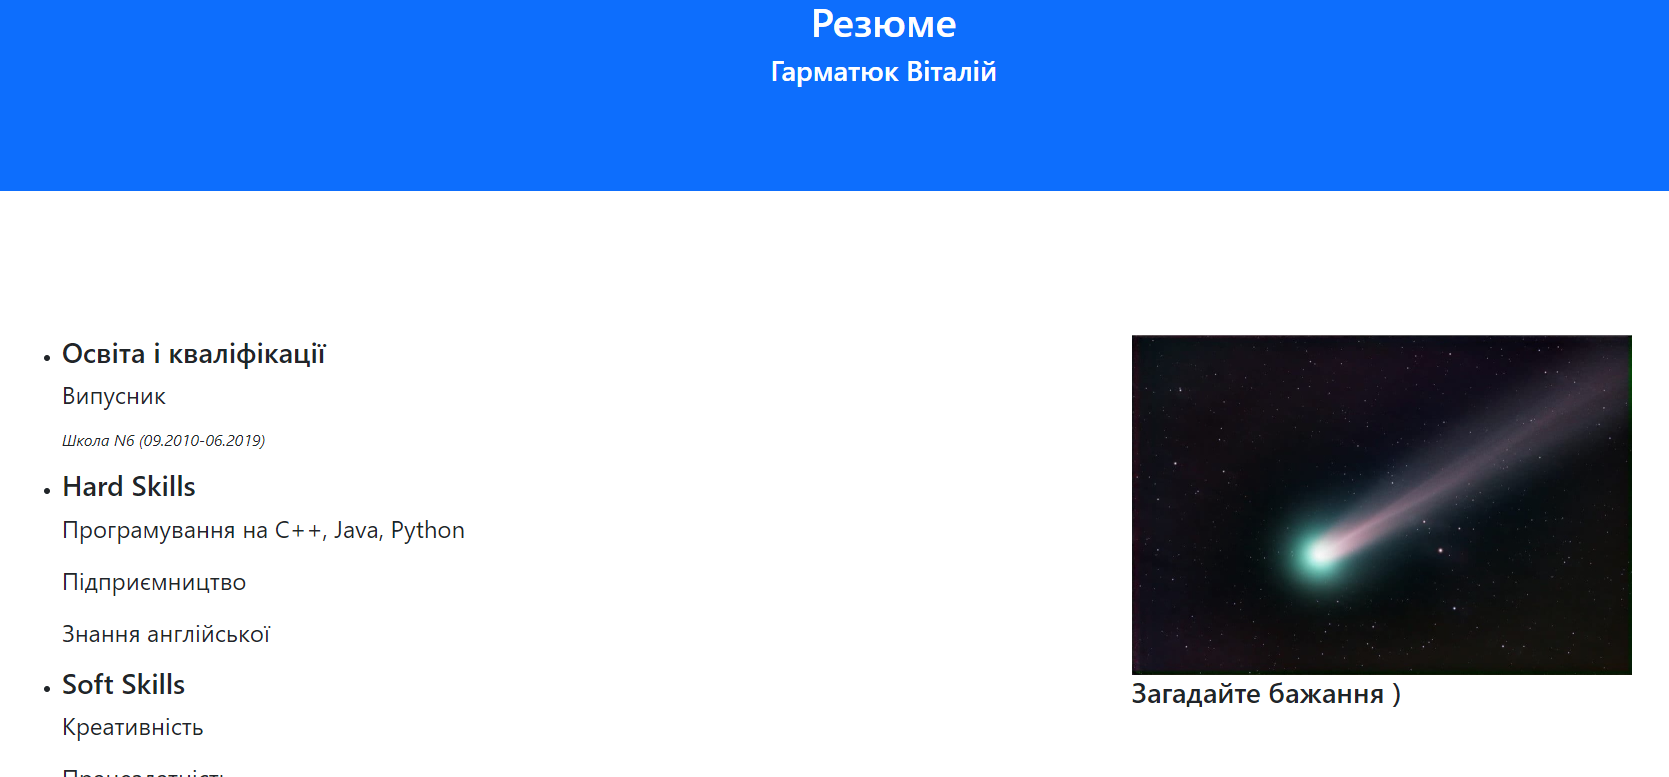 Резюме
Гарматюк Віталій
Освіта і кваліфікації
Випусник
Школа N6 (09.2010-06.2019)
Hard Skills
Програмування на C++, Java, Python
Підприємництво
Знання англійської
Soft Skills
Креативність
Загадайте бажання )